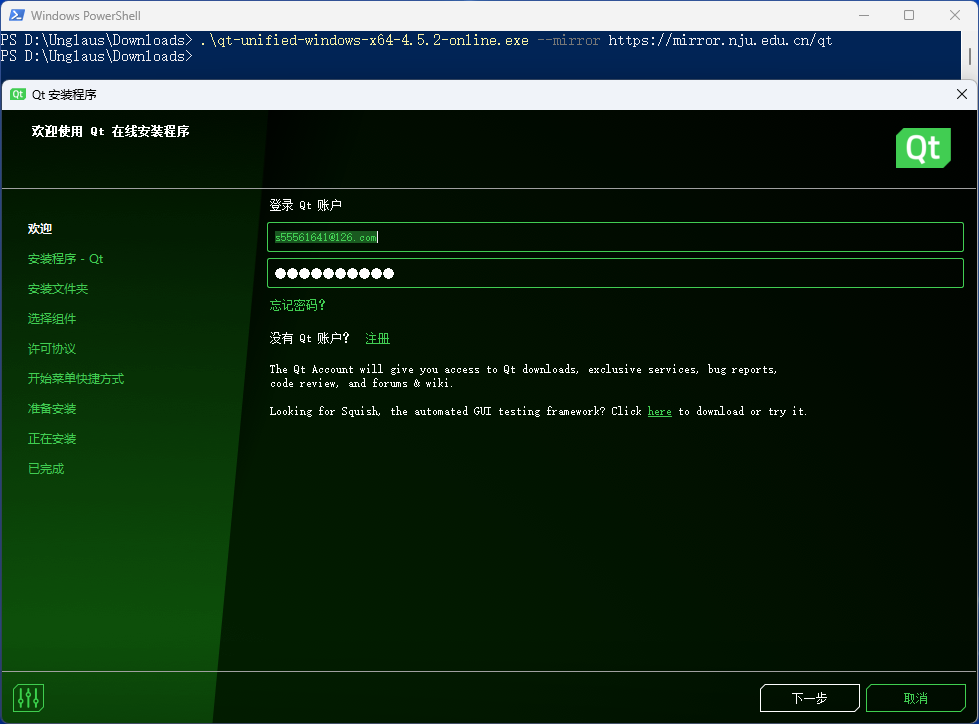 Windows PowerShell
PS D:\Unglaus\Downloads> .\qt-unified-windows-x64-4.5.2-online.exe --mirror https://mirror.nju.edu.cn/qt
PS D:\Unglaus\Downloads>
Qt Qt 安装程序
欢迎使用 Qt 在线安装程序
Qt
欢迎
安装程序 - Qt
安装文件夹
选择组件
许可协议
开始菜单快捷方式
准备安装
正在安装
已完成
登录 Qt 账户
s55561641@126.com
忘记密码?
没有 Qt 账户? 注册
The Qt Account will give you access to Qt downloads, exclusive services, bug reports,
code review, and forums & wiki.
Looking for Squish, the automated GUI testing framework? Click here to download or try it.
下一步
取消